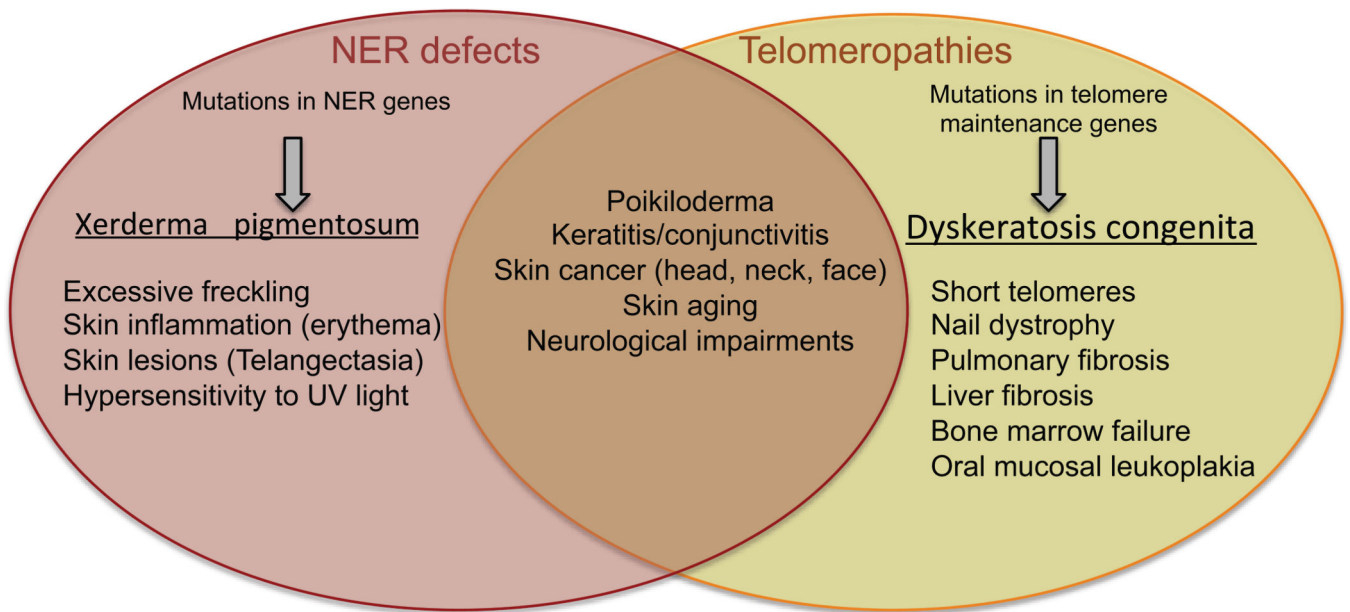 NER defects
Mutations in NER genes
Xerderma pigmentosum
Excessive freckling
Skin inflammation (erythema)
Skin lesions (Telangectasia)
Hypersensitivity to UV light
Poikiloderma
Keratitis/conjunctivitis
Skin cancer (head, neck, face)
Skin aging
Neurological impairments
Telomeropathies
Mutations in telomere
maintenance genes
Dyskeratosis congenita
Short telomeres
Nail dystrophy
Pulmonary fibrosis
Liver fibrosis
Bone marrow failure
Oral mucosal leukoplakia